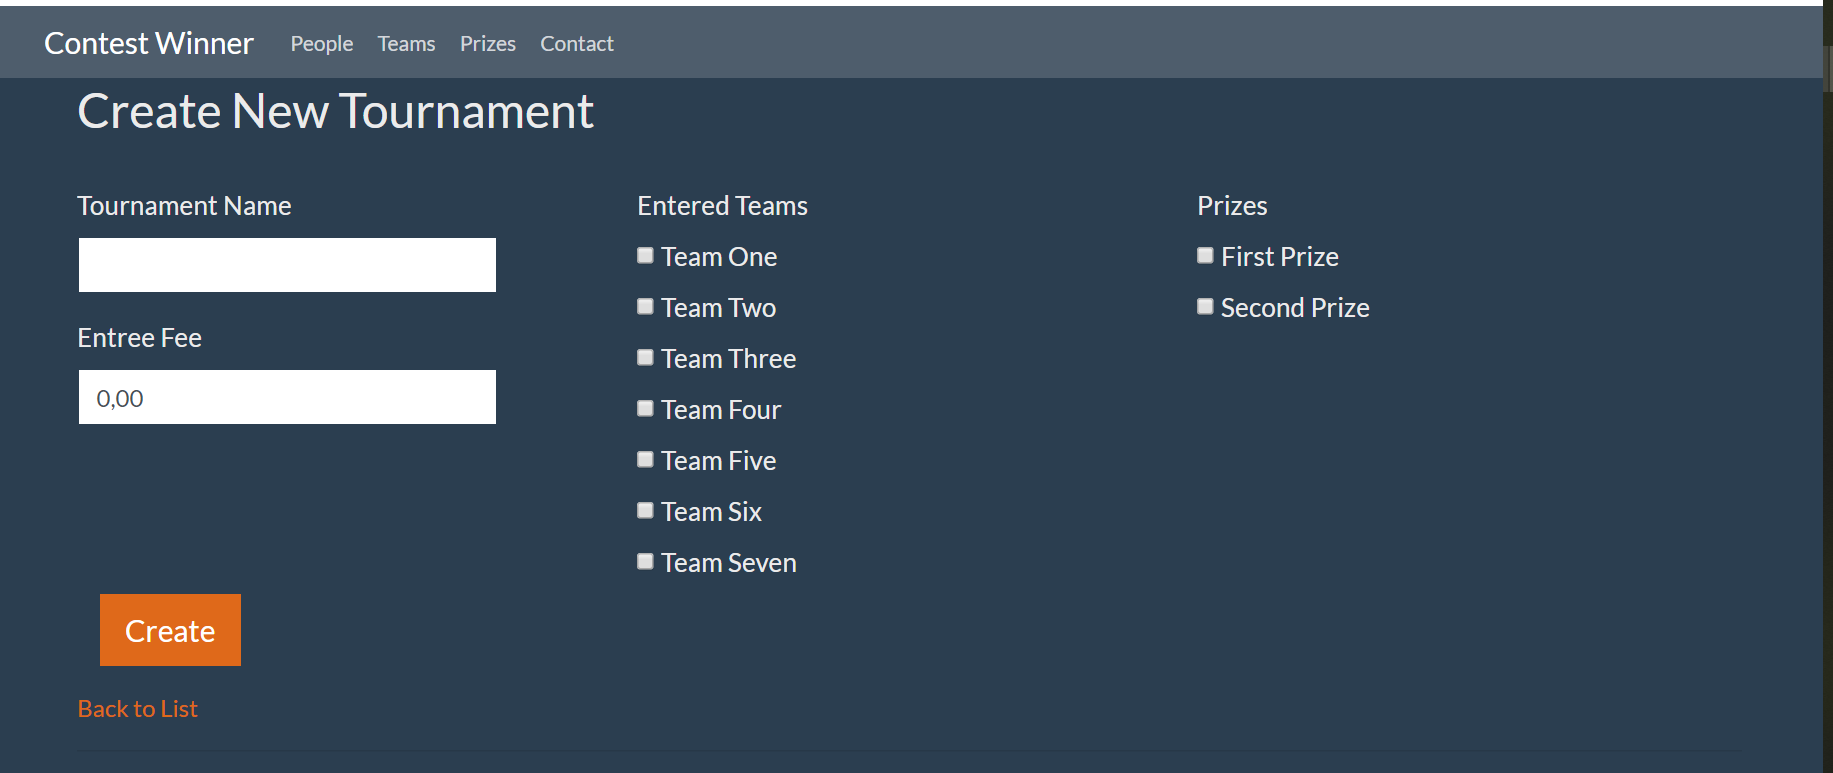 Contest Winner People Teams Prizes Contact
Create New Tournament
Tournament Name
Entree Fee
0,00
Entered Teams
Team One
Team Two
Team Three
Team Four
Team Five
Team Six
Team Seven
Prizes
First Prize
Second Prize
Create
Back to List